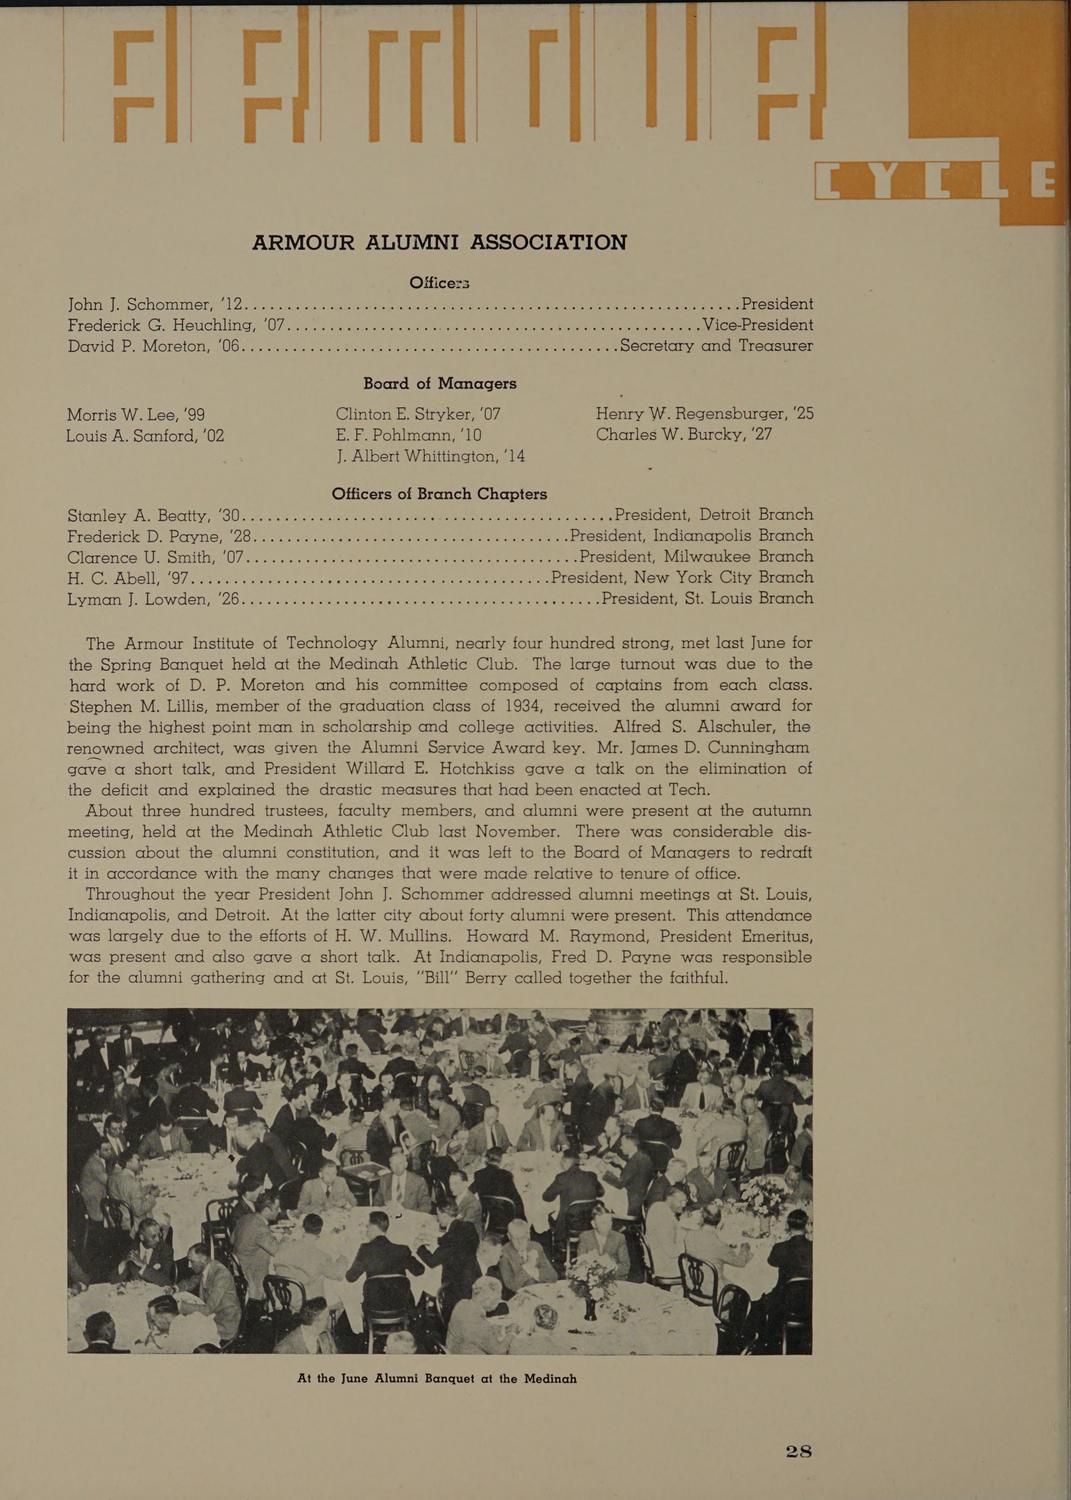 armour
CYCLE
ARMOUR ALUMNI ASSOCIATION
Officers
John J. Schommer, '12..........President
Frederick G. Heuchling, '07..........Vice-President
David P. Moreton, '06..........Secretary and Treasurer
Board of Managers
Morris W. Lee, '99 Clinton E. Stryker, '07 Henry W. Regensburger, '25
Louis A. Sanford, '02 E. F. Pohlmann, '10 Charles W. Burcky, '27
J. Albert Whittington, '14
Officers of Branch Chapters
Stanley A. Beatty, '30..........President, Detroit Branch
Frederick D. Payne, '28..........President, Indianapolis Branch
Clarence U. Smith, '07..........President, Milwaukee Branch
H. C. Abell, '97..........President, New York City Branch
Lyman J. Lowden, '26..........President, St. Louis Branch
The Armour Institute of Technology Alumni, nearly four hundred strong, met last June for
the Spring Banquet held at the Medinah Athletic Club. The large turnout was due to the
hard work of D. P. Moreton and his committee composed of captains from each class.
Stephen M. Lillis, member of the graduation class of 1934, received the alumni award for
being the highest point man in scholarship and college activities. Alfred S. Alschuler, the
renowned architect, was given the Alumni Service Award key. Mr. James D. Cunningham
gave a short talk, and President Willard E. Hotchkiss gave a talk on the elimination of
the deficit and explained the drastic measures that had been enacted at Tech.
About three hundred trustees, faculty members, and alumni were present at the autumn
meeting, held at the Medinah Athletic Club last November. There was considerable dis-
cussion about the alumni constitution, and it was left to the Board of Managers to redraft
it in accordance with the many changes that were made relative to tenure of office.
Throughout the year President John J. Schommer addressed alumni meetings at St. Louis,
Indianapolis, and Detroit. At the latter city about forty alumni were present. This attendance
was largely due to the efforts of H. W. Mullins. Howard M. Raymond, President Emeritus,
was present and also gave a short talk. At Indianapolis, Fred D. Payne was responsible
for the alumni gathering and at St. Louis, "Bill" Berry called together the faithful.
At the June Alumni Banquet at the Medinah
28